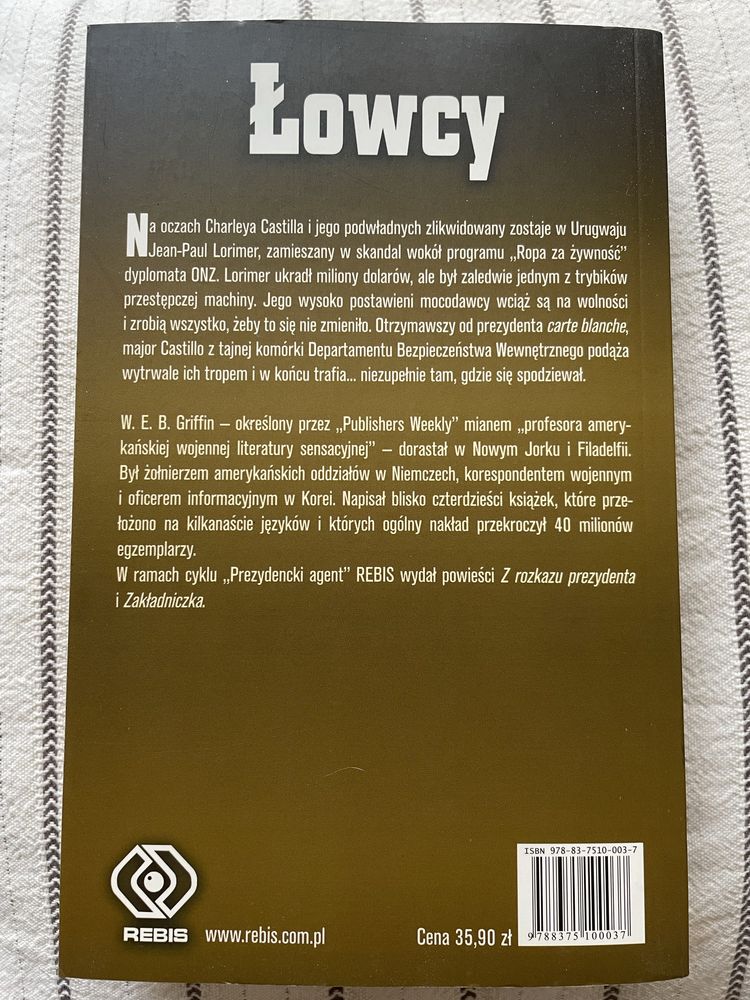 Łowcy
Na oczach Charleya Castilla i jego podwładnych zlikwidowany zostaje w Urugwaju
Jean-Paul Lorimer, zamieszany w skandal wokół programu „Ropa za żywność”
dyplomata ONZ. Lorimer ukradł miliony dolarów, ale był zaledwie jednym z trybików
przestępczej machiny. Jego wysoko postawieni mocodawcy wciąż są na wolności
i zrobią wszystko, żeby to się nie zmieniło. Otrzymawszy od prezydenta carte blanche,
major Castillo z tajnej komórki Departamentu Bezpieczeństwa Wewnętrznego podąża
wytrwale ich tropem i w końcu trafia... niezupełnie tam, gdzie się spodziewał.
W. E. B. Griffin – określony przez „Publishers Weekly” mianem „profesora amery-
kańskiej wojennej literatury sensacyjnej” – dorastał w Nowym Jorku i Filadelfii.
Był żołnierzem amerykańskich oddziałów w Niemczech, korespondentem wojennym
i oficerem informacyjnym w Korei. Napisał blisko czterdzieści książek, które prze-
łożono na kilkanaście języków i których ogólny nakład przekroczył 40 milionów
egzemplarzy.
W ramach cyklu „Prezydencki agent” REBIS wydał powieści Z rozkazu prezydenta
i Zakładniczka.
ISBN 978-83-7510-003-7
9 788375 100037
REBIS
www.rebis.com.pl
Cena 35,90 zł